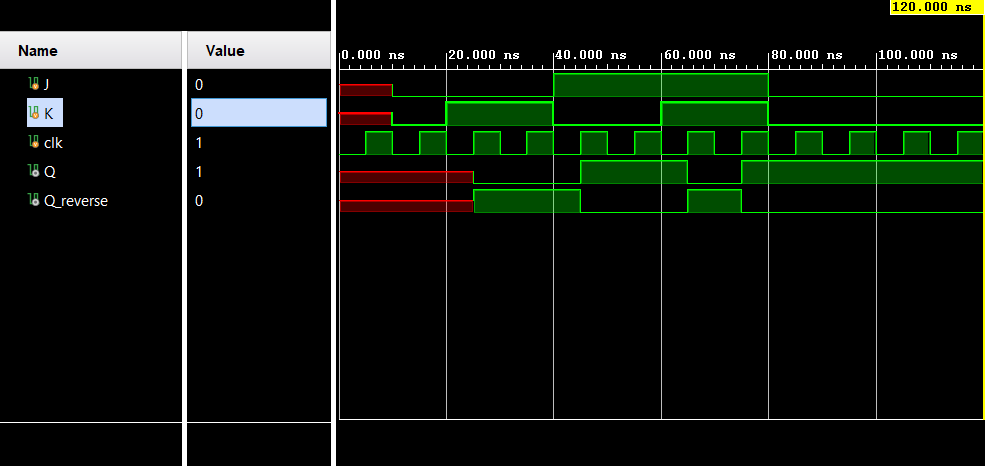 120.000 ns
Name Value
0.000 ns 20.000 ns 40.000 ns 60.000 ns 80.000 ns 100.000 ns
J 0
K 0
clk 1
Q 1
Q_reverse 0